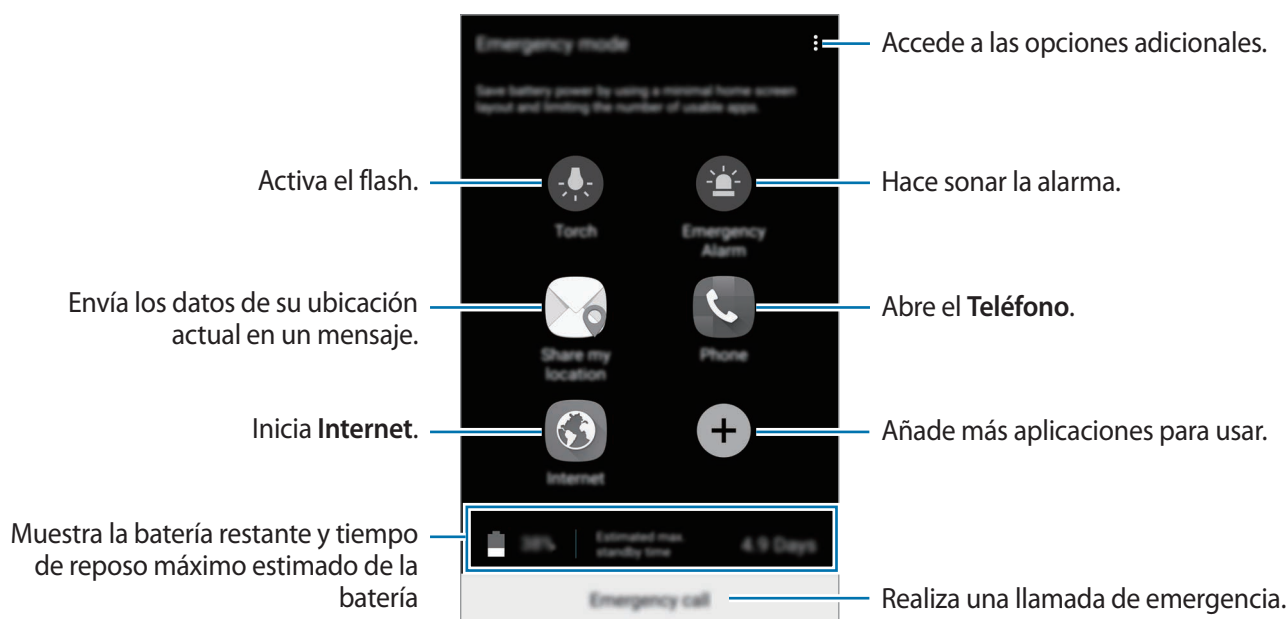 Emergency mode
Accede a las opciones adicionales.
Save battery power by using a minimal home screen
layout and limiting the number of usable apps.
Activa el flash.
Hace sonar la alarma.
Torch
Emergency
Alarm
Envía los datos de su ubicación
actual en un mensaje.
Abre el Teléfono.
Share my
location
Phone
Inicia Internet.
Añade más aplicaciones para usar.
Internet
Muestra la batería restante y tiempo
de reposo máximo estimado de la
batería
38%
Estimated max.
standby time
4.9 Days
Emergency call
Realiza una llamada de emergencia.